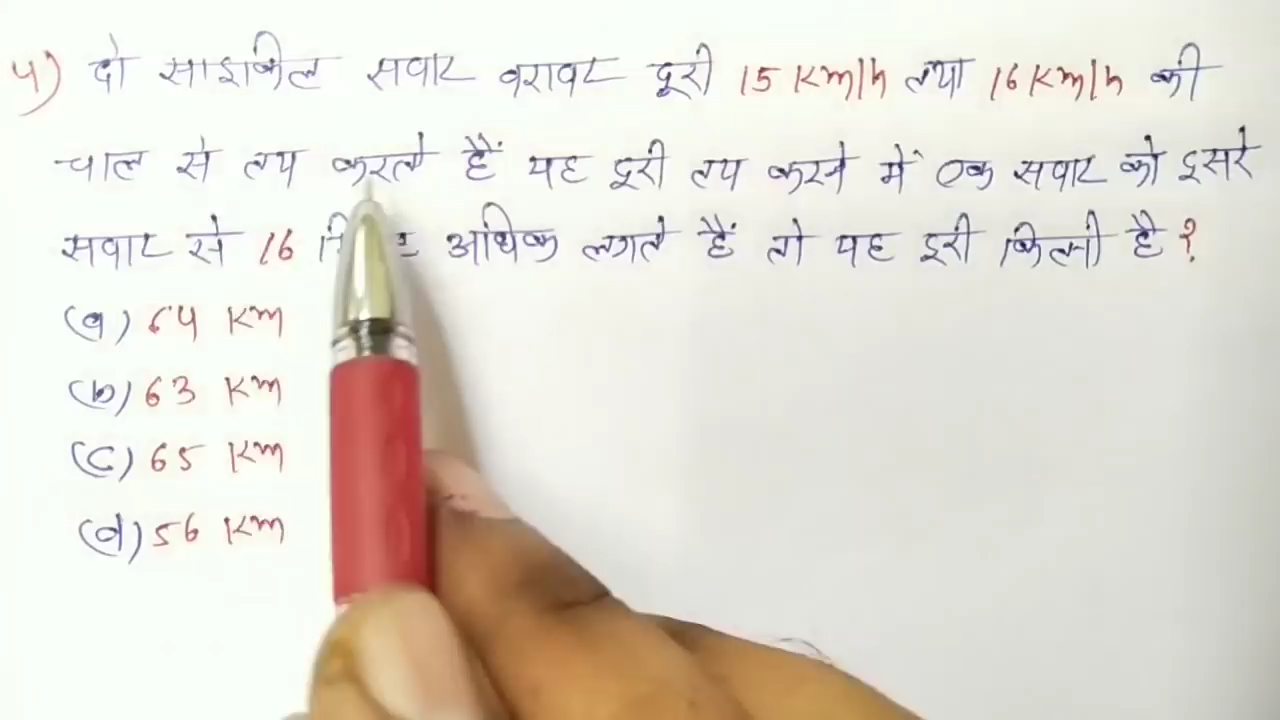 4) दो साइकिल सवार बराबर दूरी 15 Km/h तथा 16 Km/h की
चाल से तय करते हैं यह दूरी तय करने में एक सवार को दूसरे
सवार से 16 अधिक लगते हैं तो यह दूरी कितनी है ?
(a) 64 Km
(b) 63 Km
(c) 65 Km
(d) 56 Km